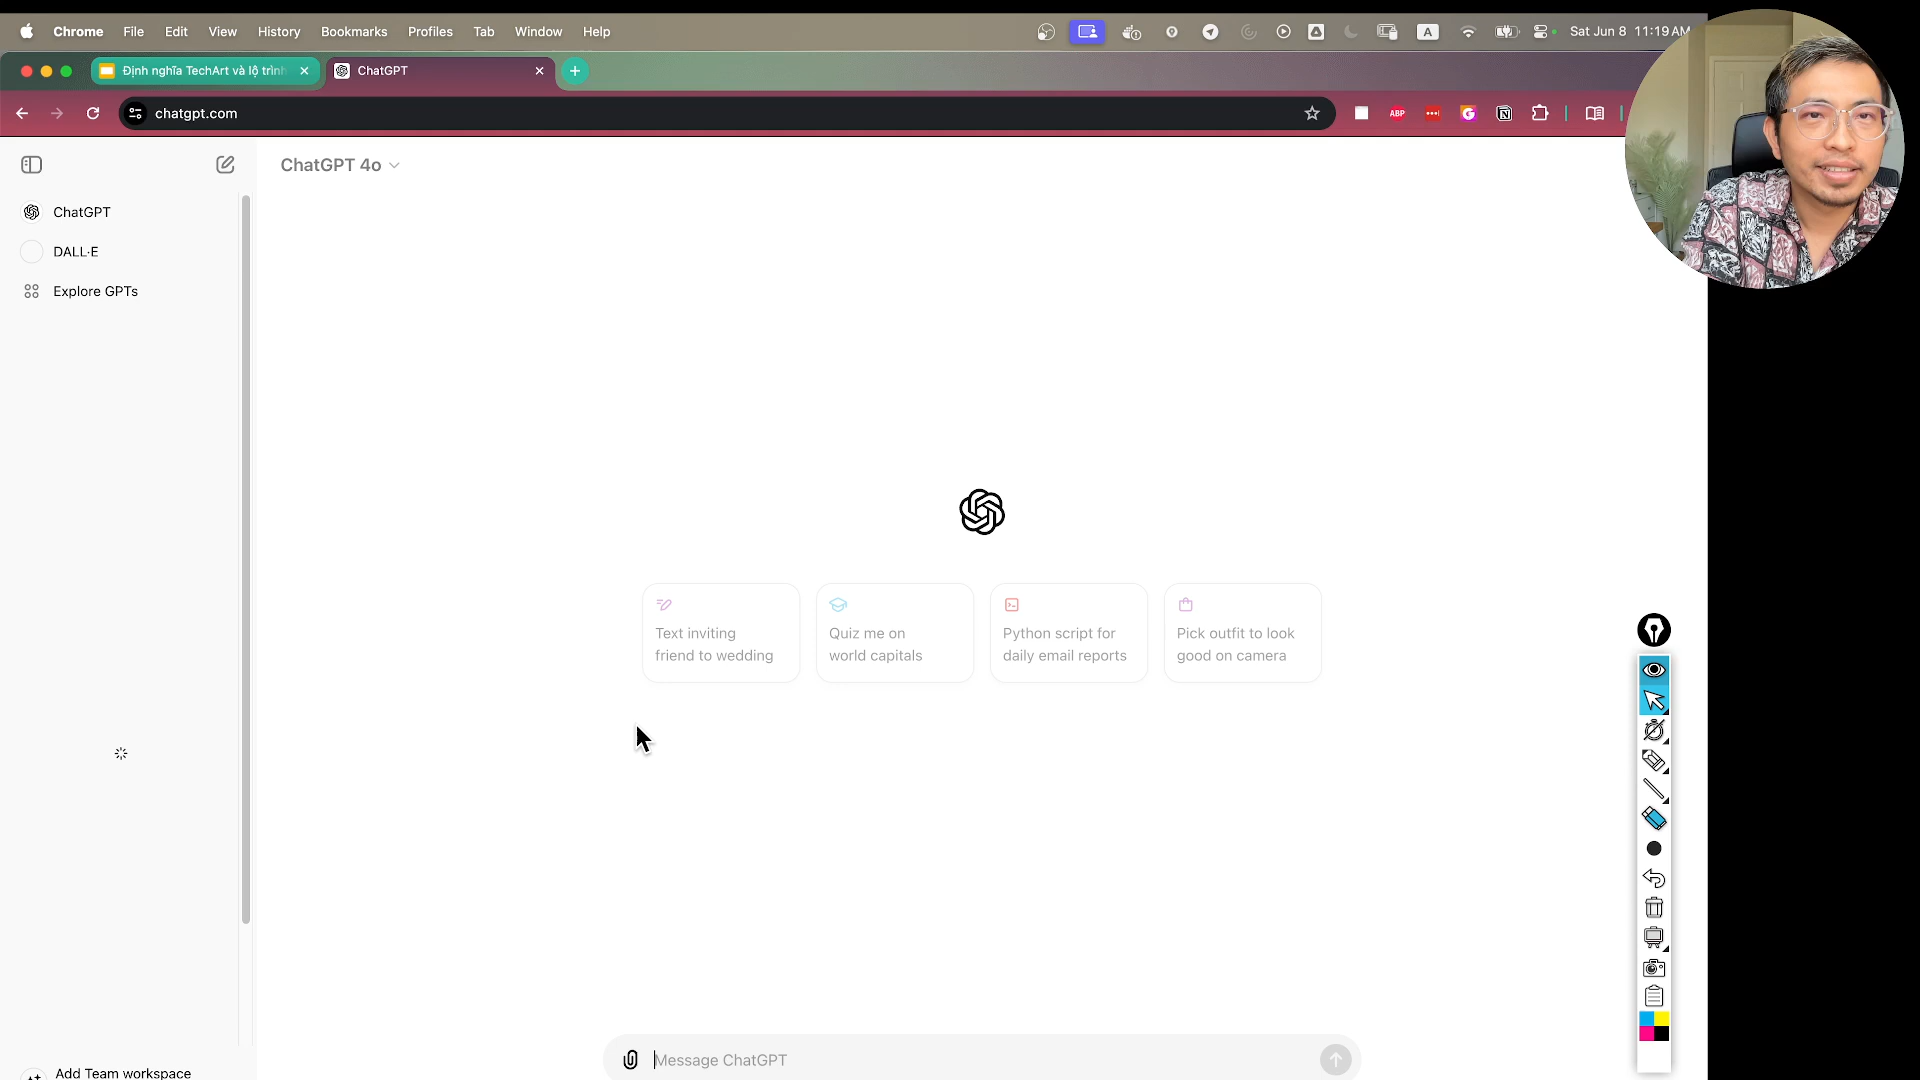 Chrome File Edit View History Bookmarks Profiles Tab Window Help A Sat Jun 8 11:19 AM
Định nghĩa TechArt và lộ trình
ChatGPT
chatgpt.com
ABP
ChatGPT 4o
ChatGPT
DALL·E
Explore GPTs
Text inviting
friend to wedding
Quiz me on
world capitals
Python script for
daily email reports
Pick outfit to look
good on camera
Message ChatGPT
Add Team workspace